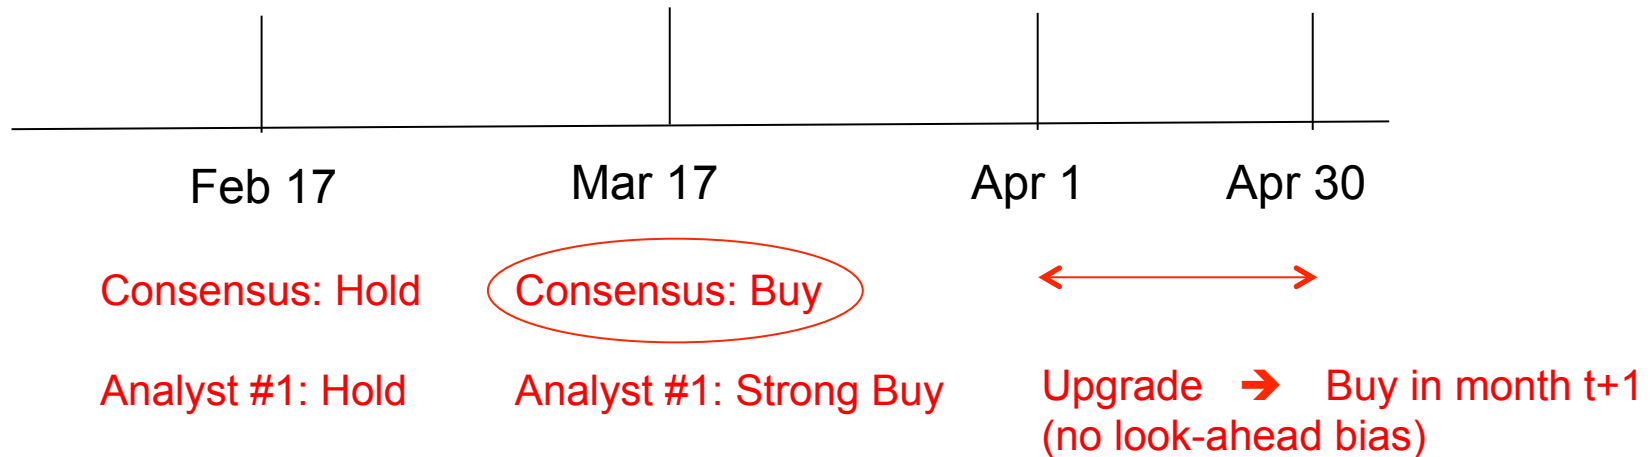 Feb 17 Mar 17 Apr 1 Apr 30
Consensus: Hold Consensus: Buy
Analyst #1: Hold Analyst #1: Strong Buy Upgrade ➔ Buy in month t+1
(no look-ahead bias)